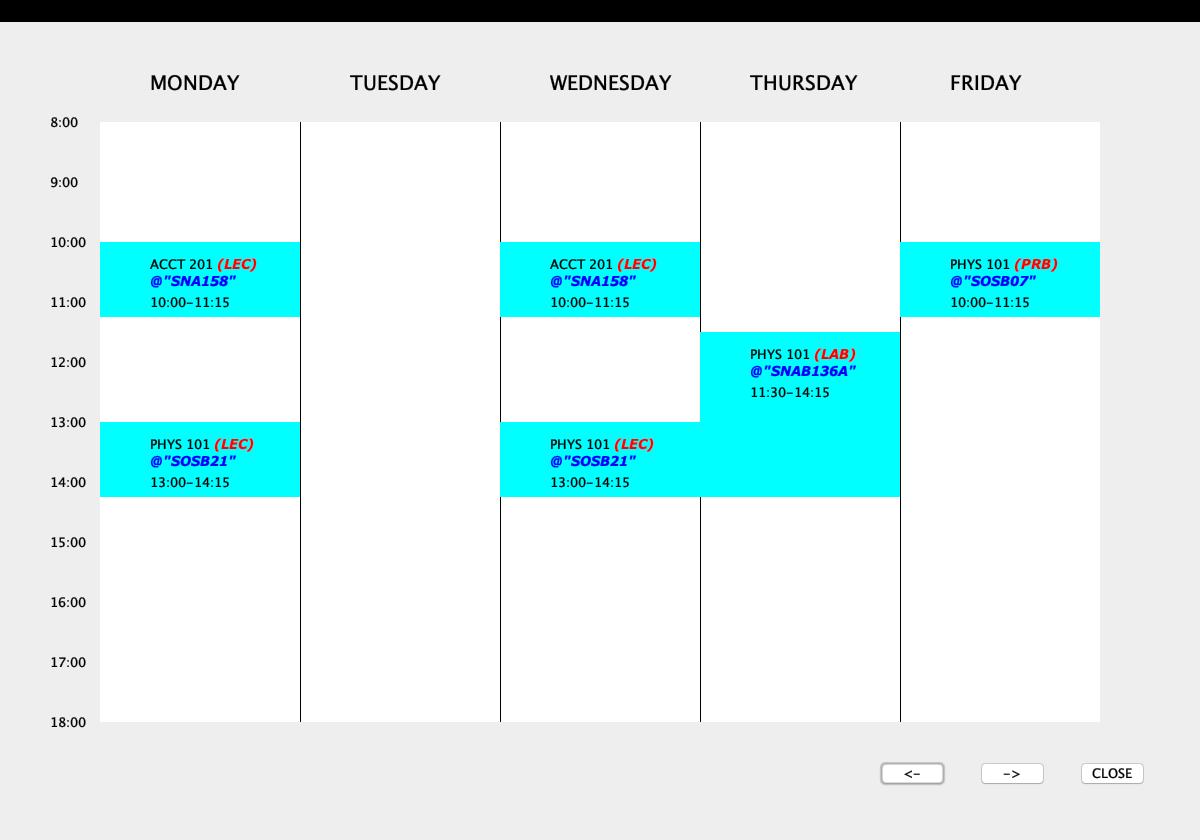 MONDAY TUESDAY WEDNESDAY THURSDAY FRIDAY
8:00
9:00
10:00
ACCT 201 (LEC) ACCT 201 (LEC) PHYS 101 (PRB)
@"SNA158" @"SNA158" @"SOSB07"
11:00 10:00-11:15 10:00-11:15 10:00-11:15
12:00 PHYS 101 (LAB)
@"SNAB136A"
11:30-14:15
13:00
PHYS 101 (LEC) PHYS 101 (LEC)
@"SOSB21" @"SOSB21"
14:00 13:00-14:15 13:00-14:15
15:00
16:00
17:00
18:00
<- -> CLOSE